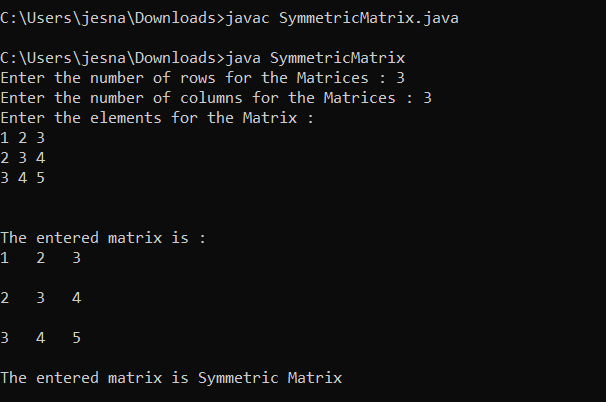 C:\Users\jesna\Downloads>javac SymmetricMatrix.java
C:\Users\jesna\Downloads>java SymmetricMatrix
Enter the number of rows for the Matrices : 3
Enter the number of columns for the Matrices : 3
Enter the elements for the Matrix :
1 2 3
2 3 4
3 4 5
The entered matrix is :
1   2   3
2   3   4
3   4   5
The entered matrix is Symmetric Matrix